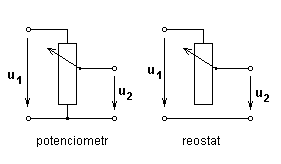 u1
u2
potenciometr
u1
u2
reostat